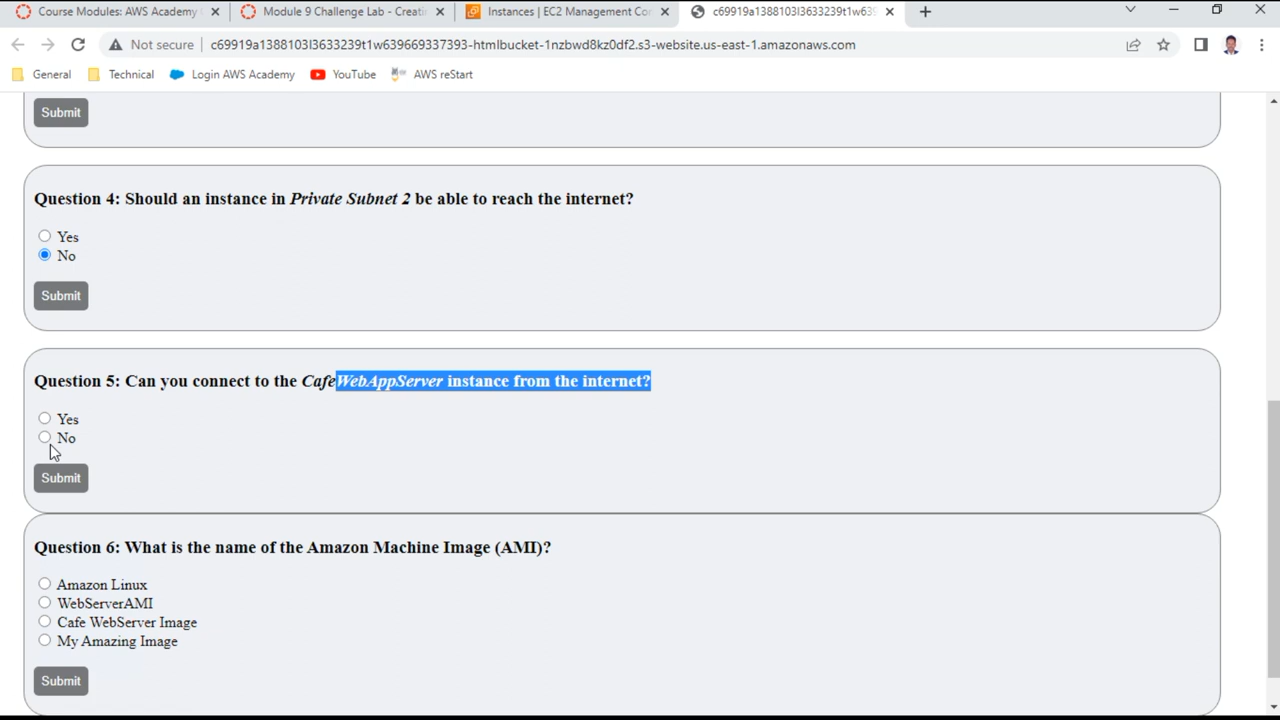 Course Modules: AWS Academy
Module 9 Challenge Lab - Creati
Instances | EC2 Management Con
c69919a1388103l3633239t1w639
Not secure
c69919a1388103l3633239t1w639669337393-htmlbucket-1nzbwd8kz0df2.s3-website.us-east-1.amazonaws.com
General
Technical
Login AWS Academy
YouTube
AWS reStart
Submit
Question 4: Should an instance in Private Subnet 2 be able to reach the internet?
Yes
No
Submit
Question 5: Can you connect to the CafeWebAppServer instance from the internet?
Yes
No
Submit
Question 6: What is the name of the Amazon Machine Image (AMI)?
Amazon Linux
WebServerAMI
Cafe WebServer Image
My Amazing Image
Submit